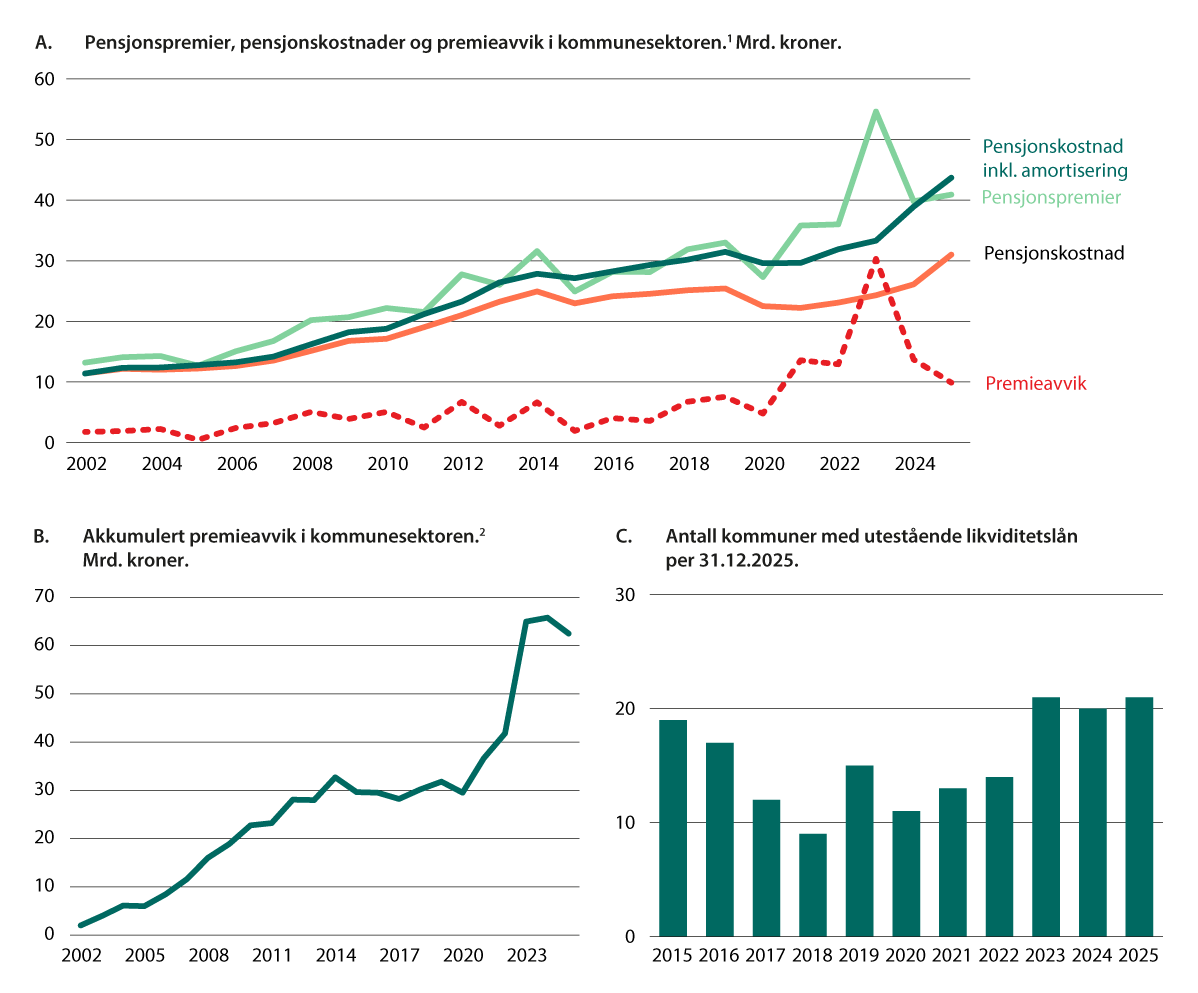 A. Pensjonspremier, pensjonskostnader og premieavvik i kommunesektoren.¹ Mrd. kroner.
60
50
40
30
20
10
0
2002 2004 2006 2008 2010 2012 2014 2016 2018 2020 2022 2024
Pensjonskostnad
inkl. amortisering
Pensjonspremier
Pensjonskostnad
Premieavvik
B. Akkumulert premieavvik i kommunesektoren.²
Mrd. kroner.
70
60
50
40
30
20
10
0
2002 2005 2008 2011 2014 2017 2020 2023
C. Antall kommuner med utestående likviditetslån
per 31.12.2025.
30
20
10
0
2015 2016 2017 2018 2019 2020 2021 2022 2023 2024 2025